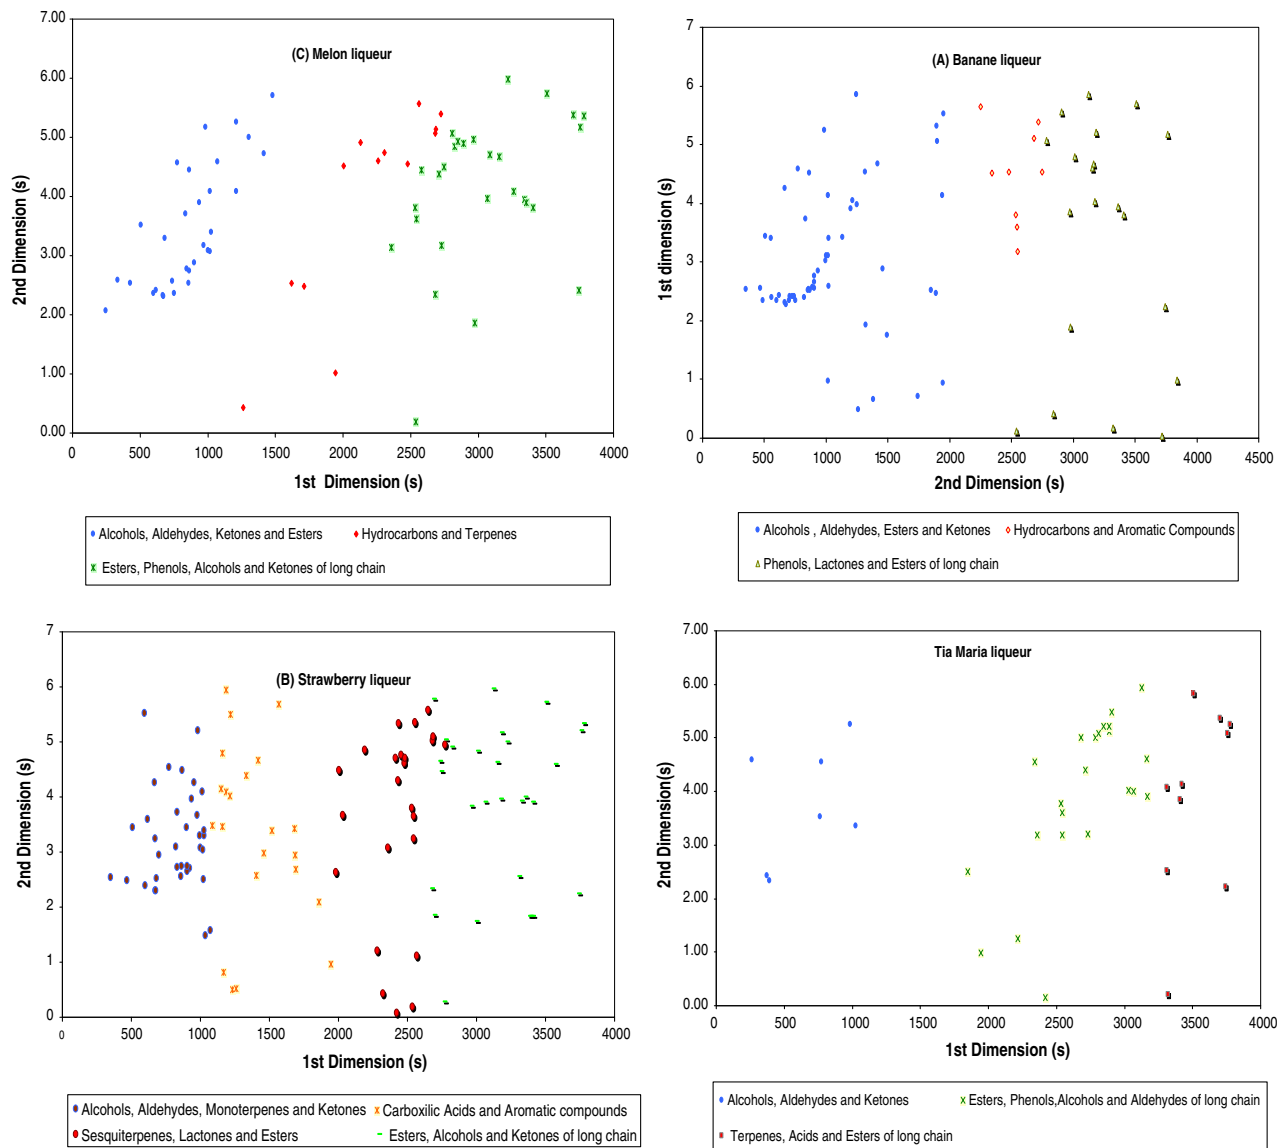 (C) Melon liqueur
7.00
6.00
5.00
4.00
3.00
2.00
1.00
0.00
2nd Dimension (s)
0 500 1000 1500 2000 2500 3000 3500 4000
1st Dimension (s)
Alcohols, Aldehydes, Ketones and Esters Hydrocarbons and Terpenes
Esters, Phenols, Alcohols and Ketones of long chain
(A) Banane liqueur
7
6
5
4
3
2
1
0
1st dimension (s)
0 500 1000 1500 2000 2500 3000 3500 4000 4500
2nd Dimension (s)
Alcohols , Aldehydes, Esters and Ketones Hydrocarbons and Aromatic Compounds
Phenols, Lactones and Esters of long chain
(B) Strawberry liqueur
7
6
5
4
3
2
1
0
2nd Dimension (s)
0 500 1000 1500 2000 2500 3000 3500 4000
1st Dimension (s)
Alcohols, Aldehydes, Monoterpenes and Ketones Carboxilic Acids and Aromatic compounds
Sesquiterpenes, Lactones and Esters Esters, Alcohols and Ketones of long chain
Tia Maria liqueur
7.00
6.00
5.00
4.00
3.00
2.00
1.00
0.00
2nd Dimension(s)
0 500 1000 1500 2000 2500 3000 3500 4000
1st Dimension (s)
Alcohols, Aldehydes and Ketones Esters, Phenols,Alcohols and Aldehydes of long chain
Terpenes, Acids and Esters of long chain